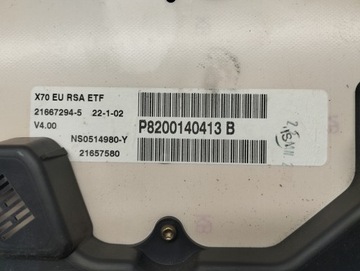 X70 EU RSA ETF
21667294-5 22-1-02
V4.00
P8200140413 B
NS0514980-Y
21657580